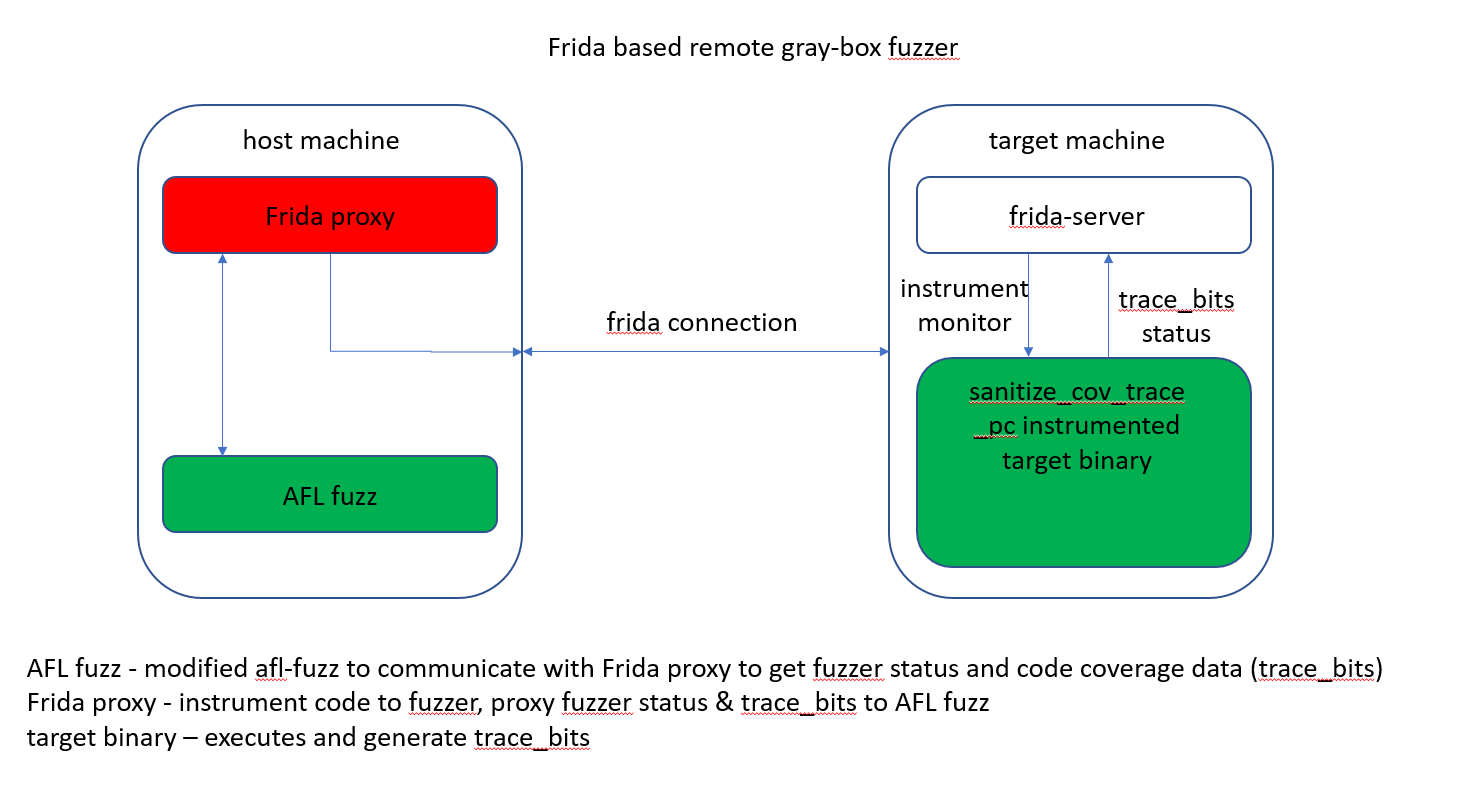 Frida based remote gray-box fuzzer
host machine
target machine
Frida proxy
frida-server
instrument
monitor
trace_bits
status
frida connection
sanitize_cov_trace
_pc instrumented
target binary
AFL fuzz
AFL fuzz - modified afl-fuzz to communicate with Frida proxy to get fuzzer status and code coverage data (trace_bits)
Frida proxy - instrument code to fuzzer, proxy fuzzer status & trace_bits to AFL fuzz
target binary – executes and generate trace_bits